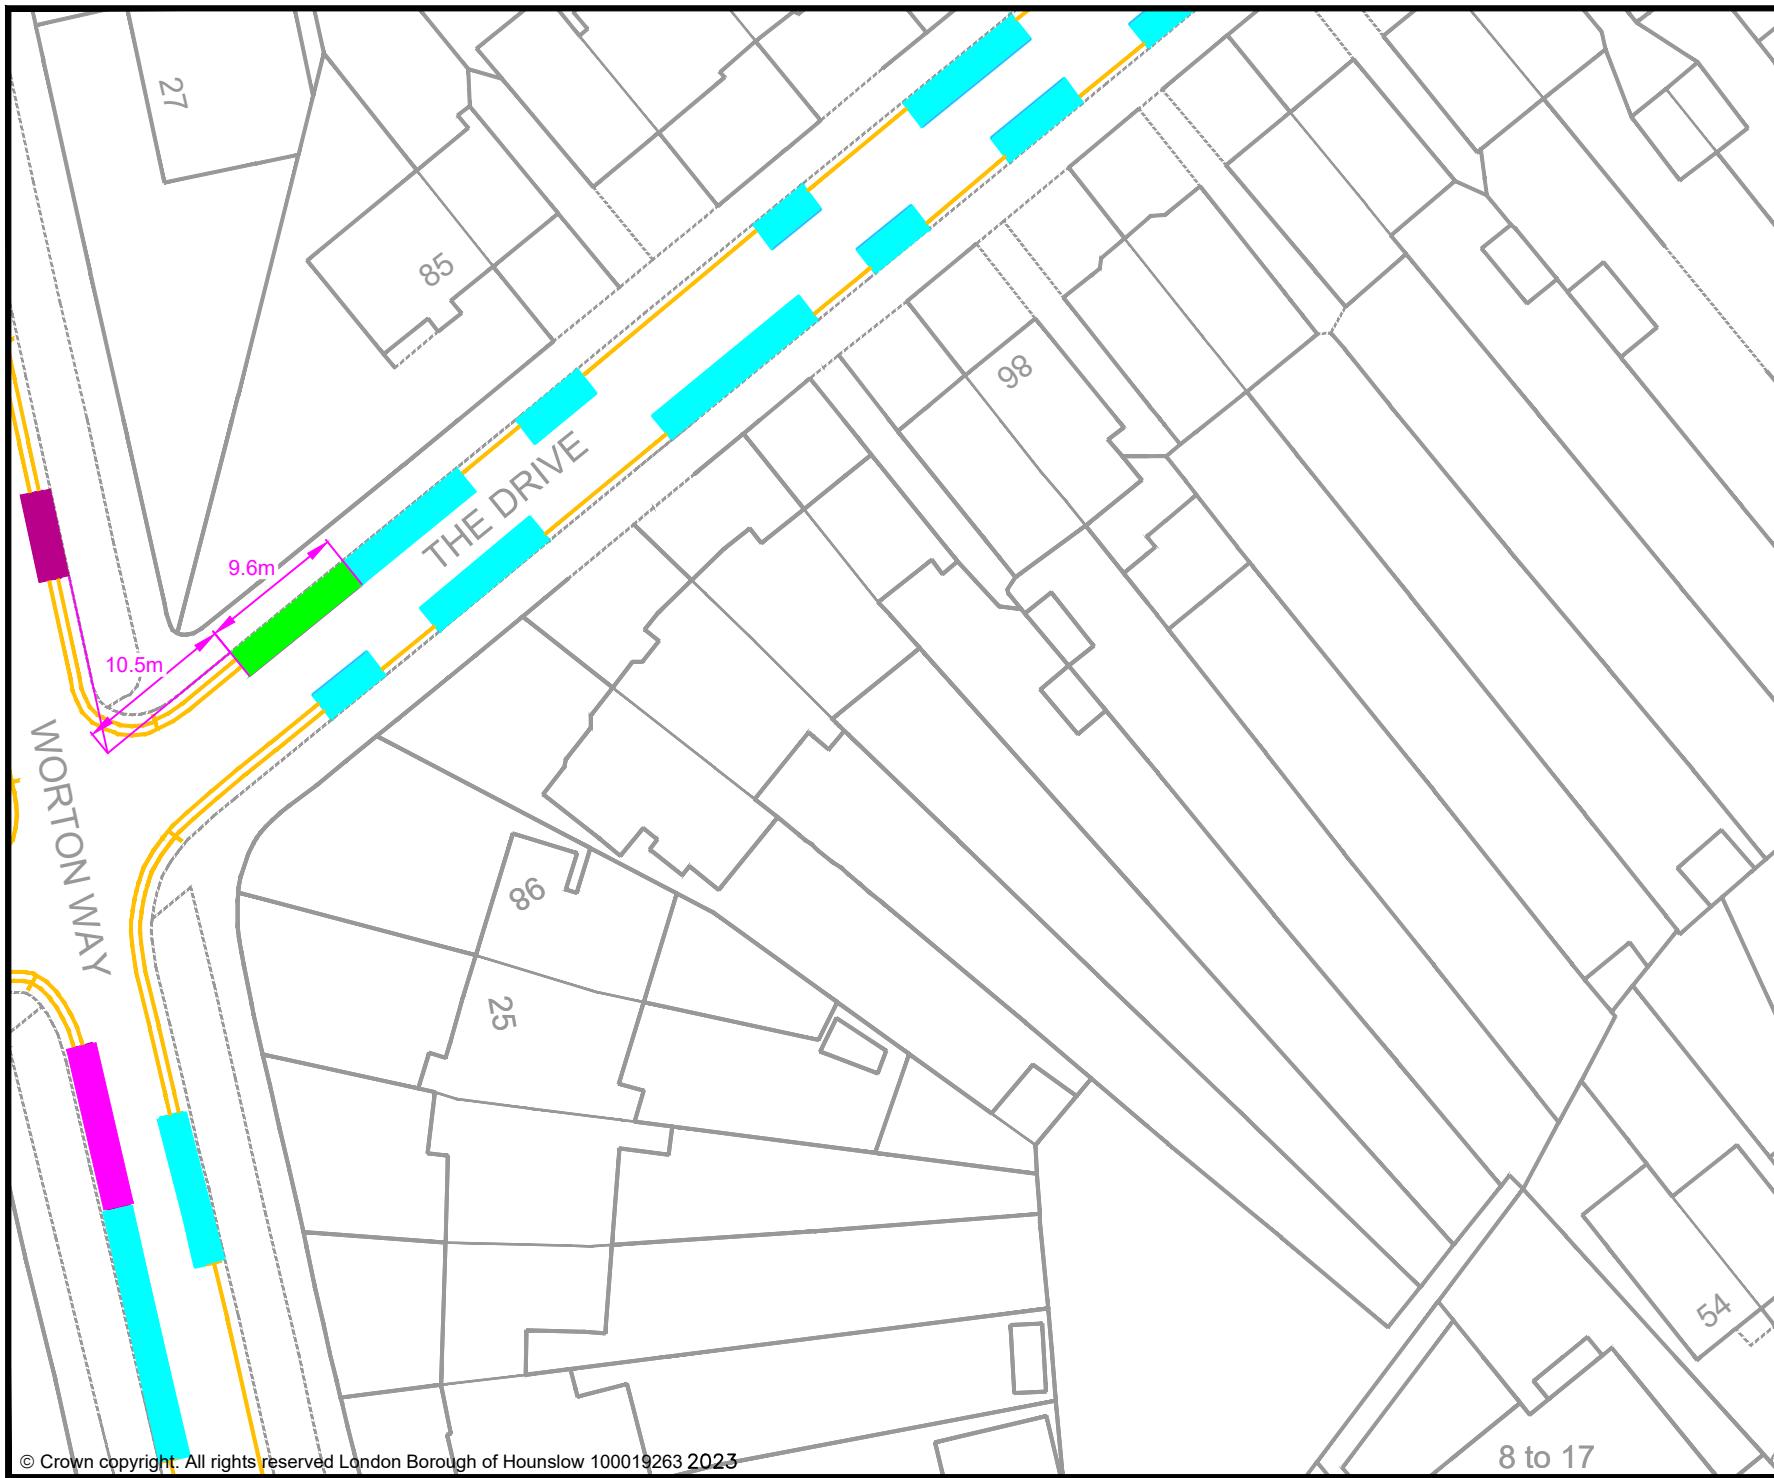 27
85
98
9.6m
THE DRIVE
10.5m
WORTON WAY
86
25
54
8 to 17
© Crown copyright. All rights reserved London Borough of Hounslow 100019263 2023